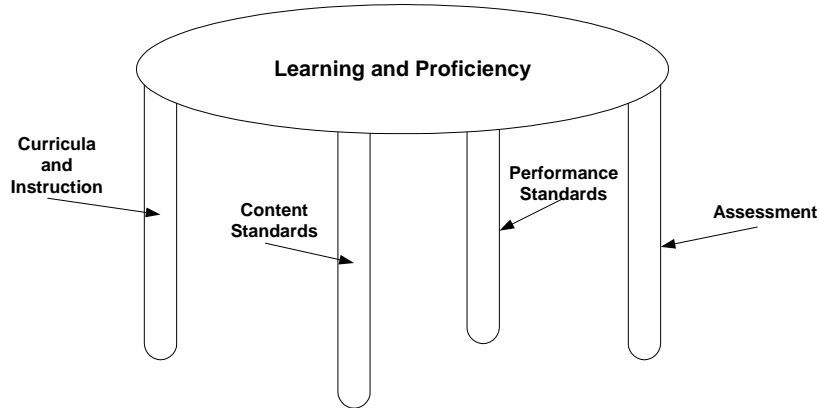 Learning and Proficiency
Curricula
and
Instruction
Content
Standards
Performance
Standards
Assessment